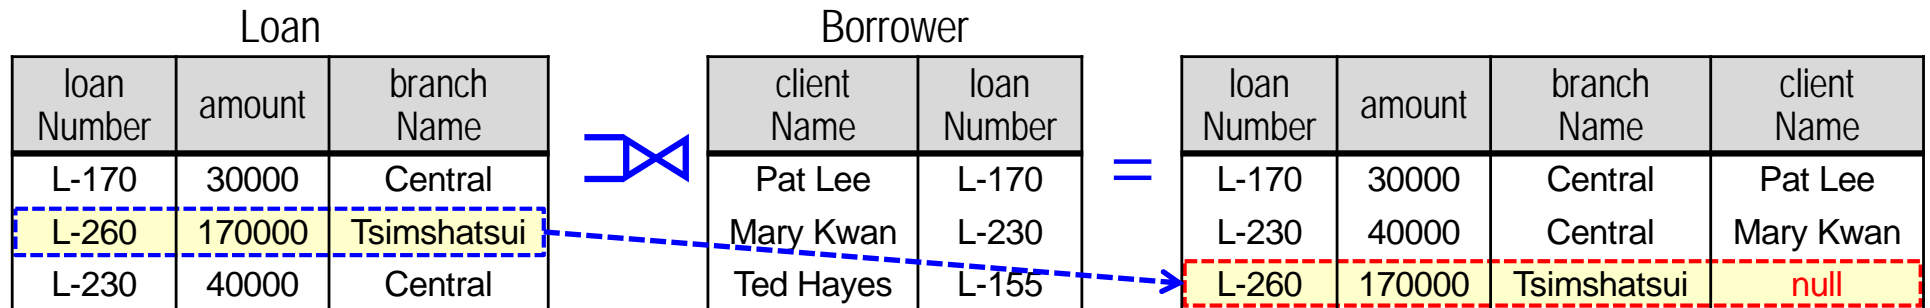 Loan
loan Number amount branch Name
L-170 30000 Central
L-260 170000 Tsimshatsui
L-230 40000 Central
Borrower
client Name loan Number
Pat Lee L-170
Mary Kwan L-230
Ted Hayes L-155
=
loan Number amount branch Name client Name
L-170 30000 Central Pat Lee
L-230 40000 Central Mary Kwan
L-260 170000 Tsimshatsui null